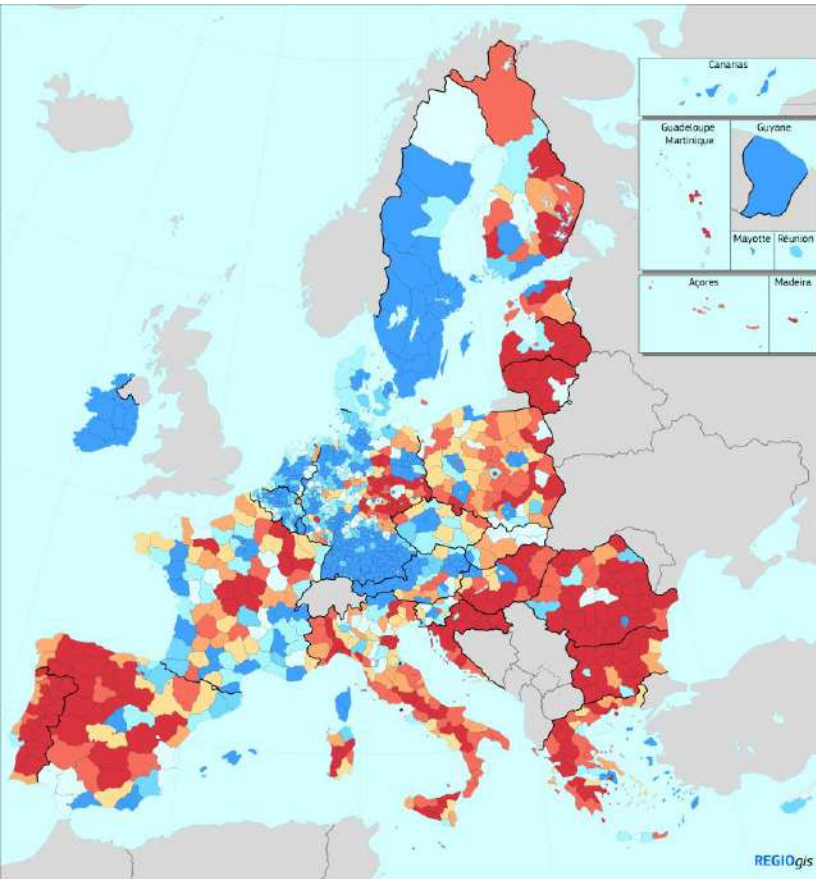 Canarias
Guadeloupe
Martinique
Guyane
Mayotte
Réunion
Açores
Madeira
REGIOgis